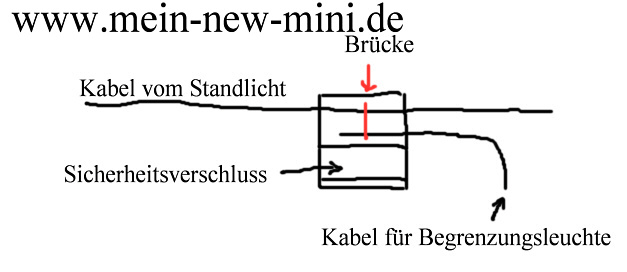 www.mein-new-mini.de
Brücke
Kabel vom Standlicht
Sicherheitsverschluss
Kabel für Begrenzungsleuchte